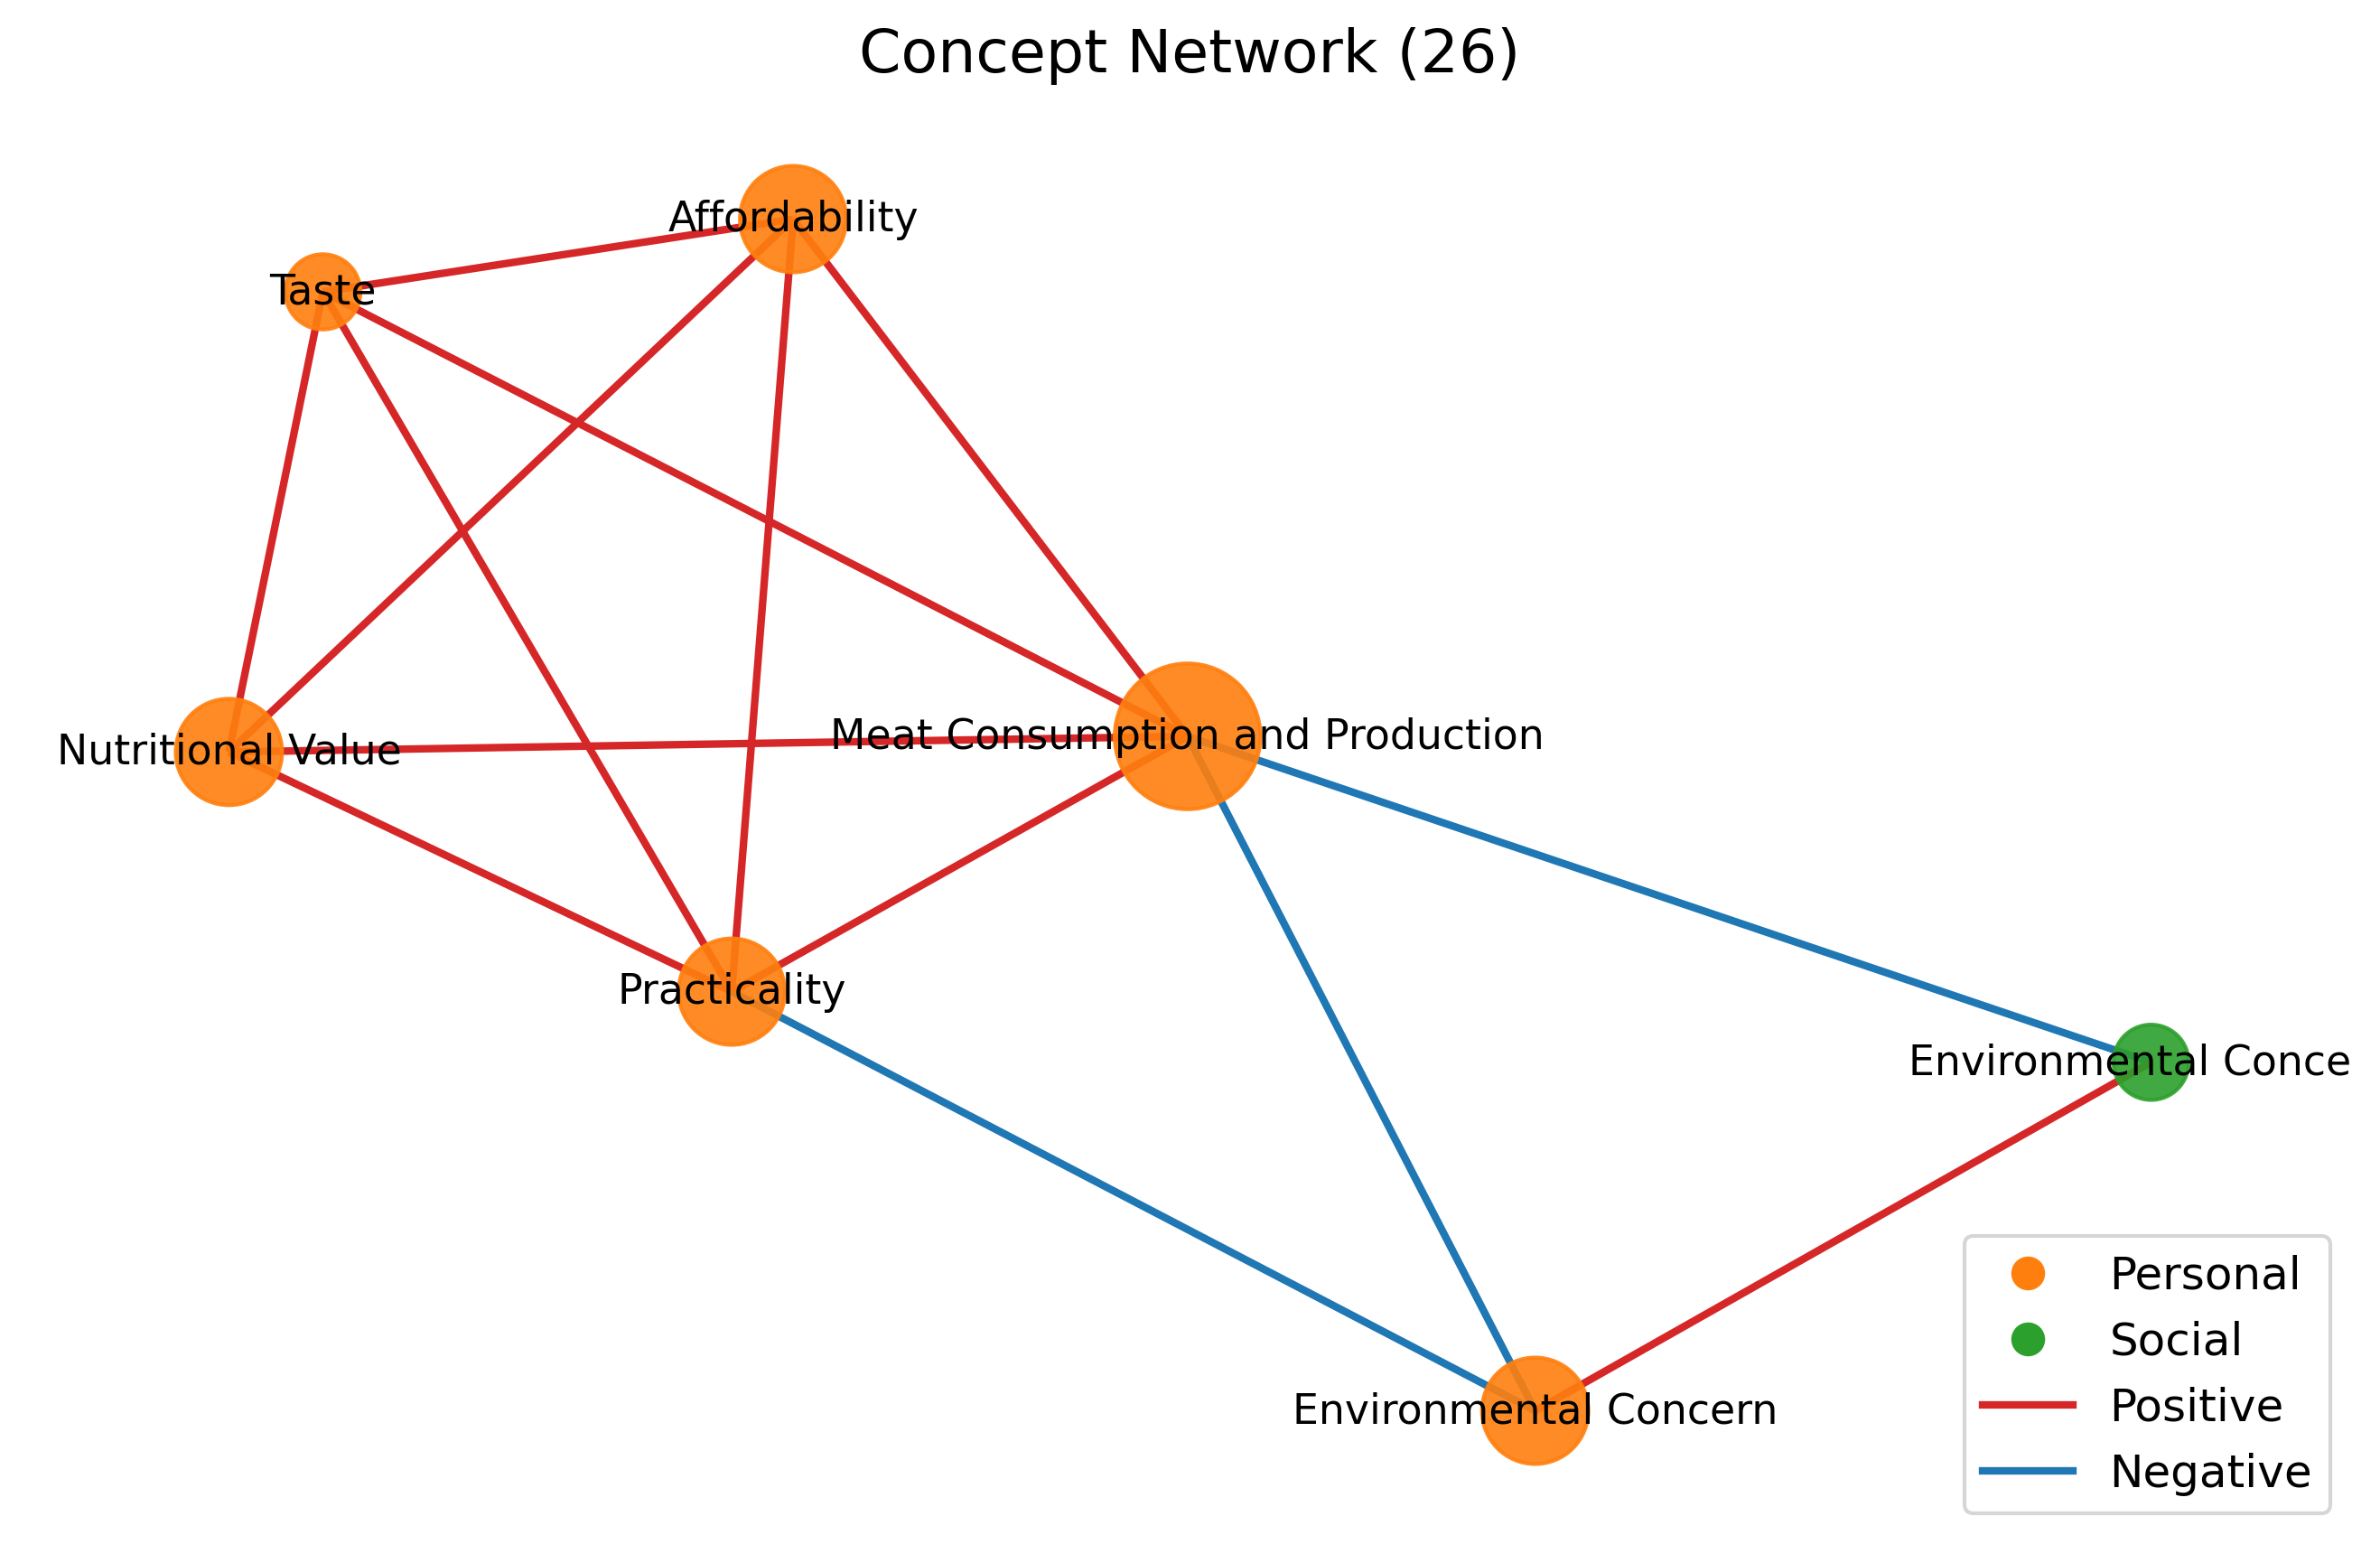 Concept Network (26)
Affordability
Taste
Meat Consumption and Production
Nutritional Value
Practicality
Environmental Conce
Environmental Concern
Personal
Social
Positive
Negative